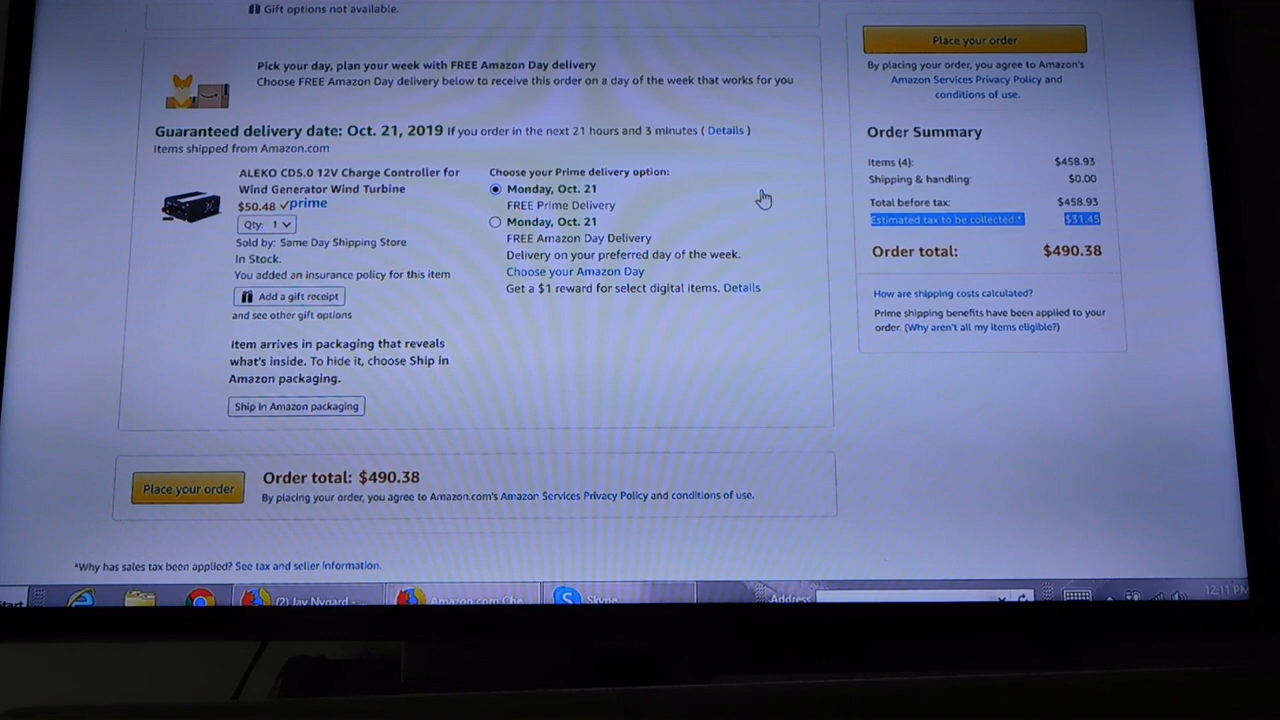 Gift options not available.
Pick your day, plan your week with FREE Amazon Day delivery
Choose FREE Amazon Day delivery below to receive this order on a day of the week that works for you
Guaranteed delivery date: Oct. 21, 2019 If you order in the next 21 hours and 3 minutes ( Details )
Items shipped from Amazon.com
ALEKO CD5.0 12V Charge Controller for
Wind Generator Wind Turbine
$50.48 prime
Qty: 1
Sold by: Same Day Shipping Store
In Stock.
You added an insurance policy for this item
Add a gift receipt
and see other gift options
Item arrives in packaging that reveals
what's inside. To hide it, choose Ship in
Amazon packaging.
Ship in Amazon packaging
Choose your Prime delivery option:
Monday, Oct. 21
FREE Prime Delivery
Monday, Oct. 21
FREE Amazon Day Delivery
Delivery on your preferred day of the week.
Choose your Amazon Day
Get a $1 reward for select digital items. Details
Place your order
Order total: $490.38
By placing your order, you agree to Amazon.com's Amazon Services Privacy Policy and conditions of use.
*Why has sales tax been applied? See tax and seller information.
Place your order
By placing your order, you agree to Amazon's
Amazon Services Privacy Policy and
conditions of use.
Order Summary
Items (4): $458.93
Shipping & handling: $0.00
Total before tax: $458.93
Estimated tax to be collected:* $31.45
Order total: $490.38
How are shipping costs calculated?
Prime shipping benefits have been applied to your
order. (Why aren't all my items eligible?)
(2) Jay Nygard - ...
Amazon.com Che...
Skype
Address
12:11 PM